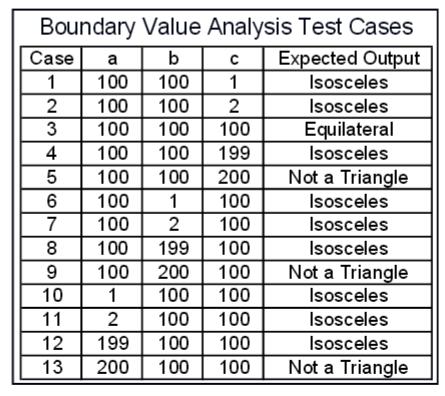 Boundary Value Analysis Test Cases
Case a b c Expected Output
1 100 100 1 Isosceles
2 100 100 2 Isosceles
3 100 100 100 Equilateral
4 100 100 199 Isosceles
5 100 100 200 Not a Triangle
6 100 1 100 Isosceles
7 100 2 100 Isosceles
8 100 199 100 Isosceles
9 100 200 100 Not a Triangle
10 1 100 100 Isosceles
11 2 100 100 Isosceles
12 199 100 100 Isosceles
13 200 100 100 Not a Triangle